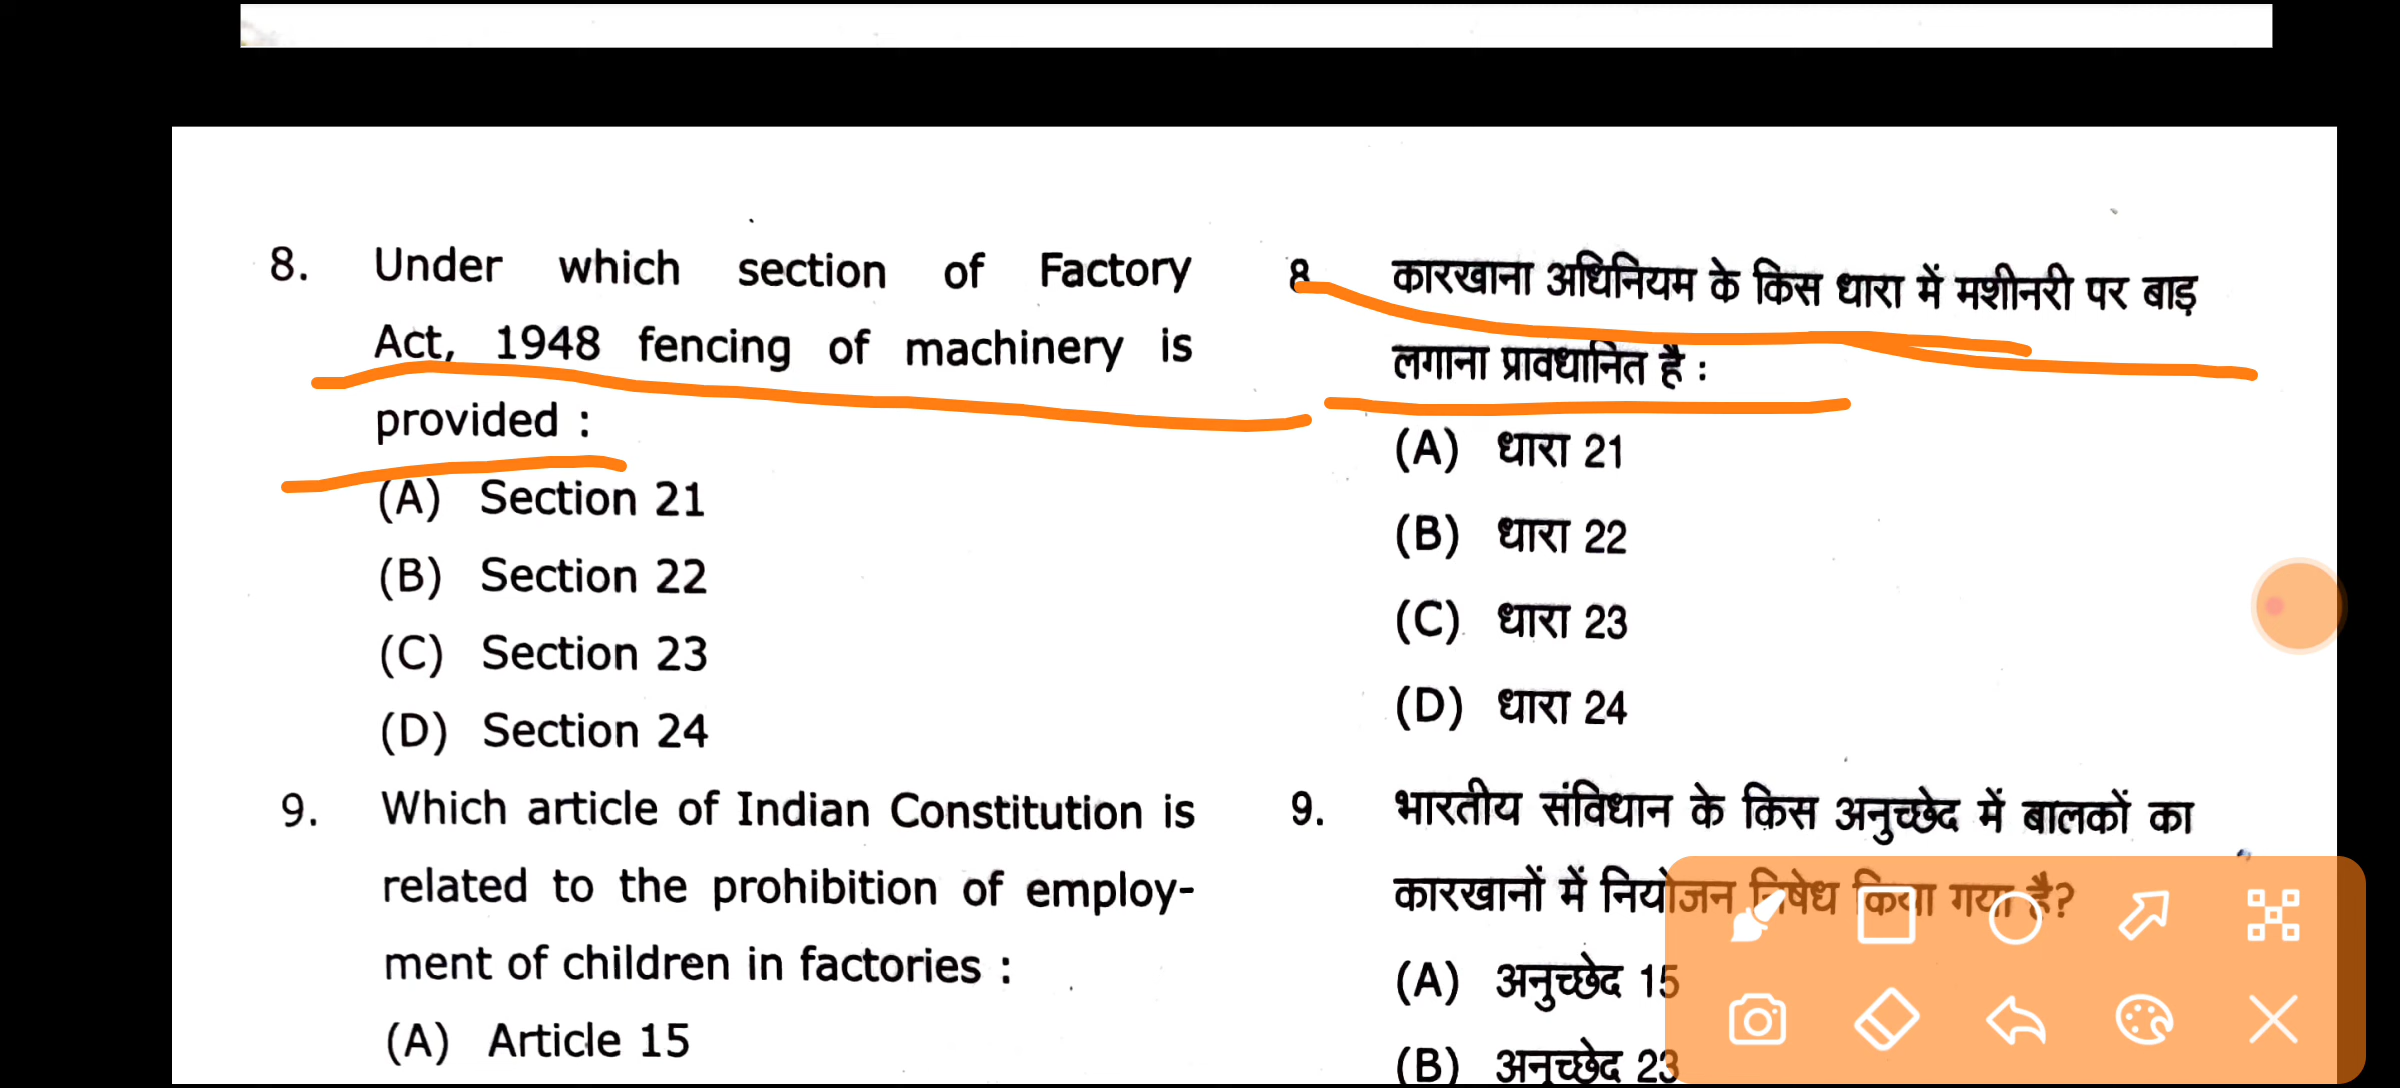 8. Under which section of Factory
Act, 1948 fencing of machinery is
provided :
(A) Section 21
(B) Section 22
(C) Section 23
(D) Section 24
9. Which article of Indian Constitution is
related to the prohibition of employ-
ment of children in factories :
(A) Article 15
8 कारखाना अधिनियम के किस धारा में मशीनरी पर बाड़
लगाना प्रावधानित है :
(A) धारा 21
(B) धारा 22
(C) धारा 23
(D) धारा 24
9. भारतीय संविधान के किस अनुच्छेद में बालकों का
कारखानों में नियोजन निषेध किया गया है?
(A) अनुच्छेद 15
(B) अनुच्छेद 23